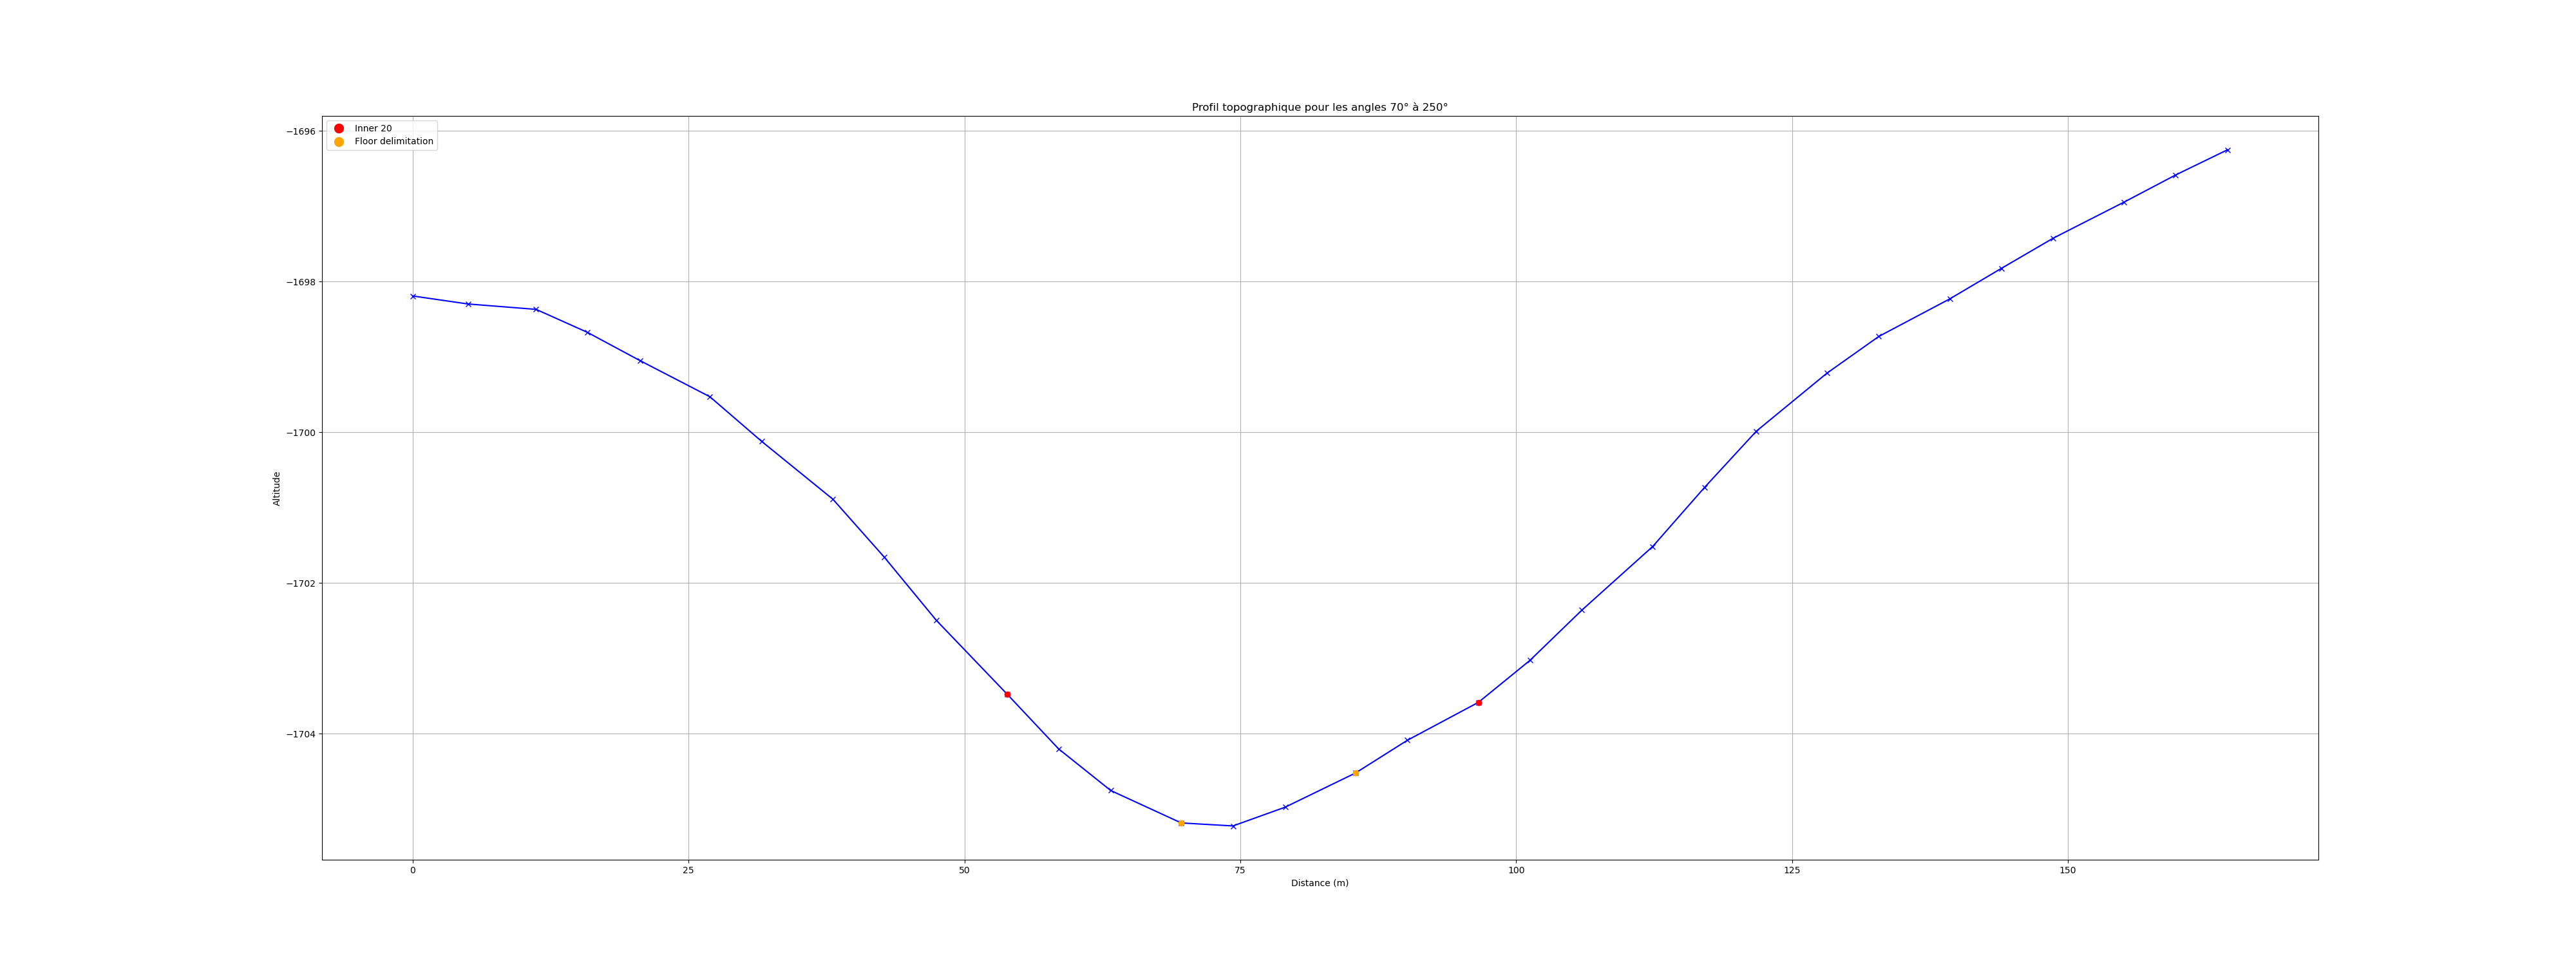 Profil topographique pour les angles 70° à 250°
Inner 20
Floor delimitation
−1696
−1698
−1700
−1702
−1704
Altitude
0 25 50 75 100 125 150
Distance (m)